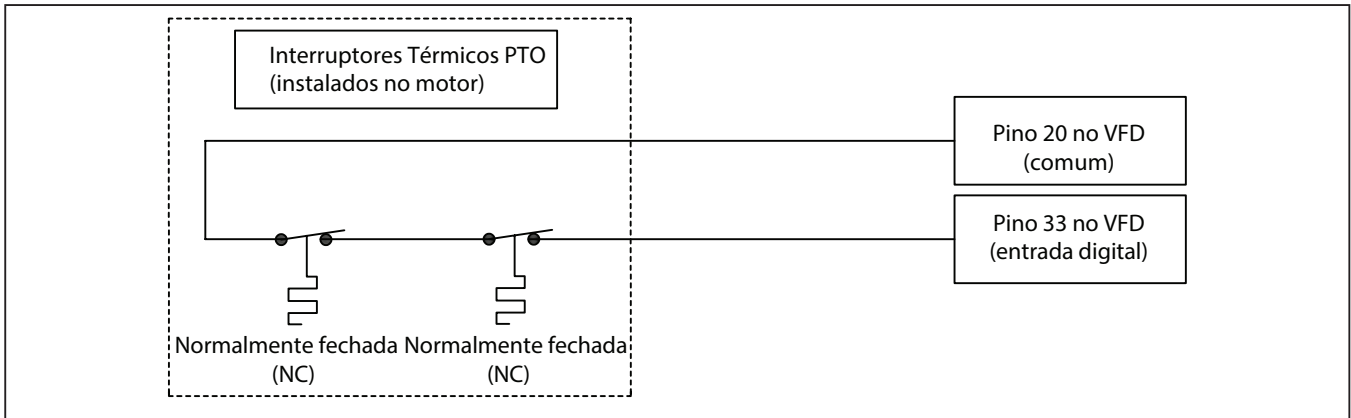 Interruptores Térmicos PTO
(instalados no motor)
Pino 20 no VFD
(comum)
Pino 33 no VFD
(entrada digital)
Normalmente fechada
(NC)
Normalmente fechada
(NC)